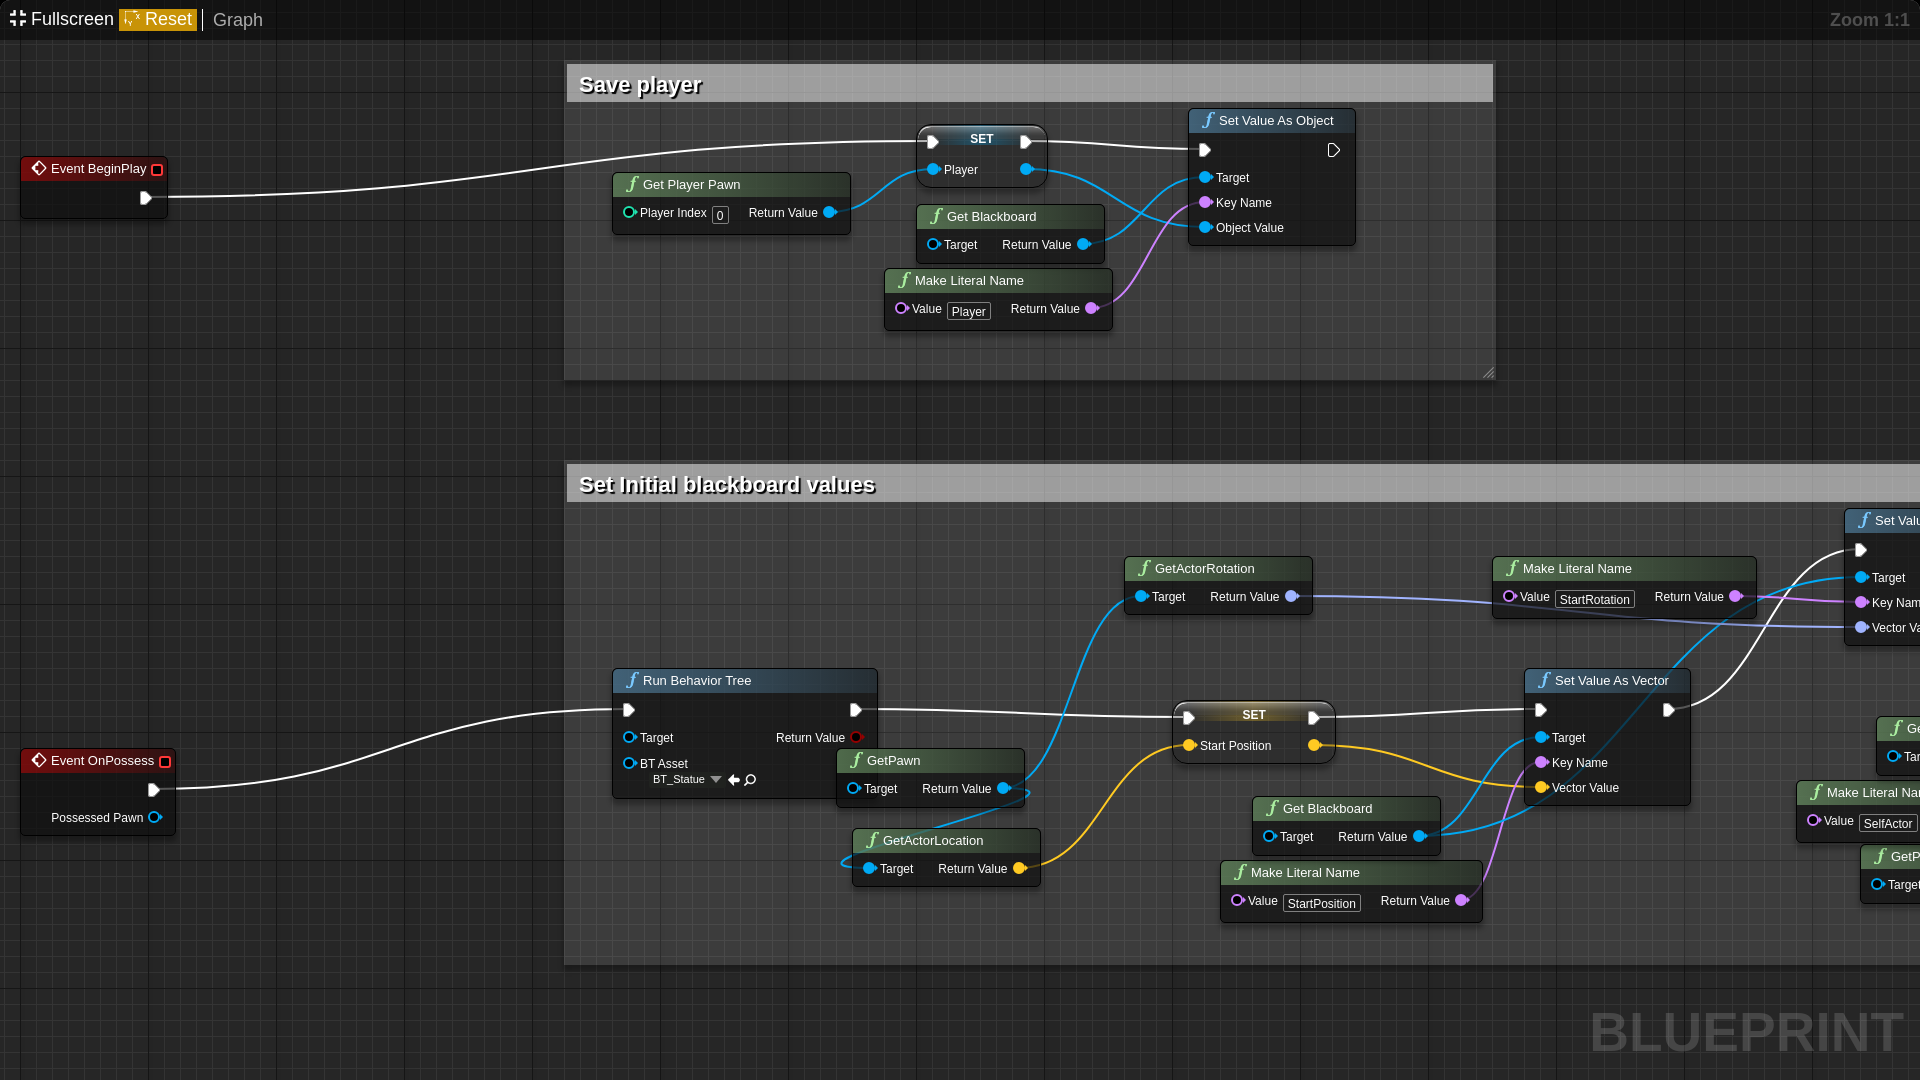 Fullscreen Reset Graph Zoom 1:1
Save player
Event BeginPlay
SET
Player
Get Player Pawn
Player Index 0 Return Value
Get Blackboard
Target Return Value
Make Literal Name
Value Player Return Value
Set Value As Object
Target
Key Name
Object Value
Set Initial blackboard values
Event OnPossess
Possessed Pawn
Run Behavior Tree
Target Return Value
BT Asset
BT_Statue
GetPawn
Target Return Value
GetActorLocation
Target Return Value
GetActorRotation
Target Return Value
SET
Start Position
Get Blackboard
Target Return Value
Make Literal Name
Value StartPosition Return Value
Make Literal Name
Value StartRotation Return Value
Set Value As Vector
Target
Key Name
Vector Value
Set Valu
Target
Key Nam
Vector Va
Ge
Tar
Make Literal Nar
Value SelfActor
GetP
Target
BLUEPRINT